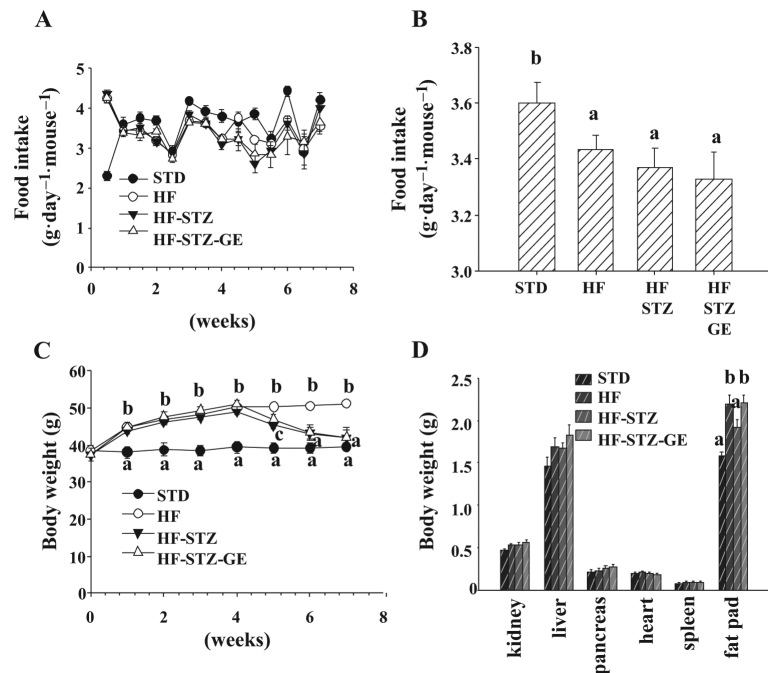 A
Food intake
(g·day⁻¹·mouse⁻¹)
5
4
3
2
1
0
STD
HF
HF-STZ
HF-STZ-GE
0 2 4 6 8
(weeks)
B
Food intake
(g·day⁻¹·mouse⁻¹)
3.8
3.6
3.4
3.2
3.0
b
a
a
a
STD
HF
HF
STZ
HF
STZ
GE
C
Body weight (g)
60
50
40
30
20
10
0
b b b b b b b
c a a
a a a a a a a
STD
HF
HF-STZ
HF-STZ-GE
0 2 4 6 8
(weeks)
D
Body weight (g)
2.5
2.0
1.5
1.0
0.5
0
STD
HF
HF-STZ
HF-STZ-GE
b b
a
a
kidney
liver
pancreas
heart
spleen
fat pad